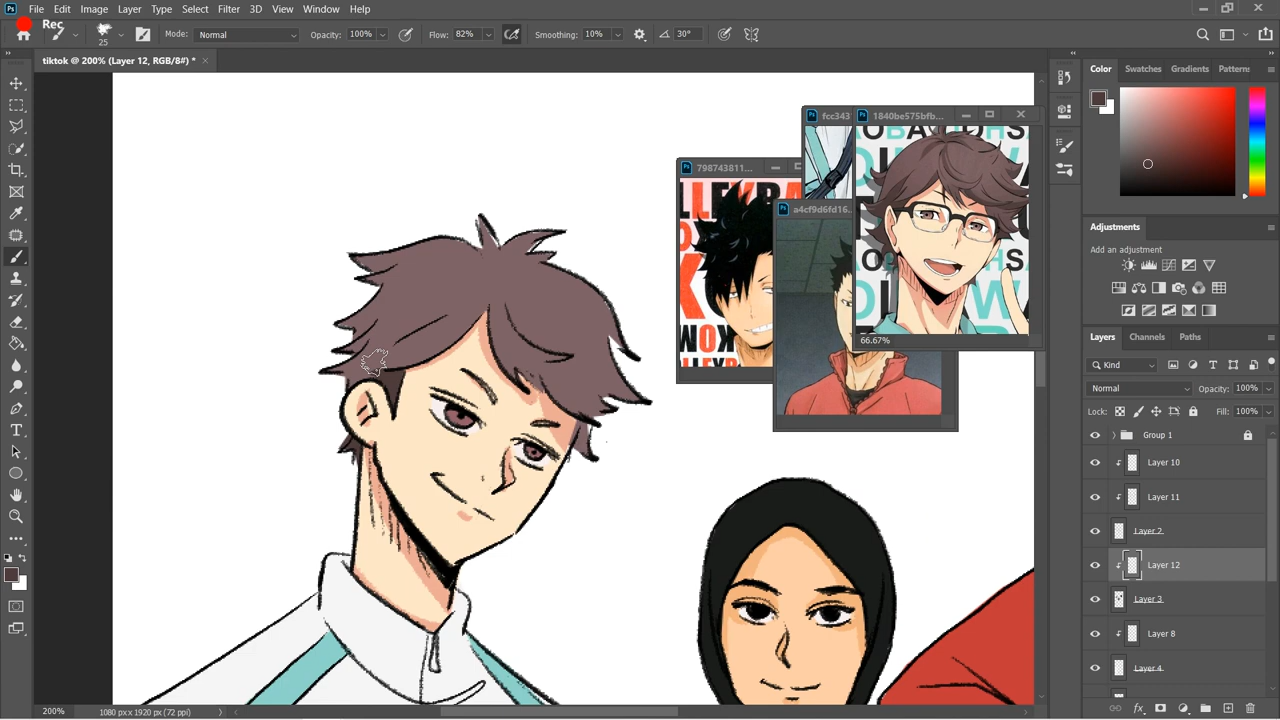 File Edit Image Layer Type Select Filter 3D View Window Help
Rec
25
Mode: Normal
Opacity: 100%
Flow: 82%
Smoothing: 10%
30°
tiktok @ 200% (Layer 12, RGB/8#) *
fcc343
1840be575bfb...
798743811...
a4cf9d6fd16...
66.67%
Color Swatches Gradients Patterns
Adjustments
Add an adjustment
Layers Channels Paths
Kind
Normal
Opacity: 100%
Lock:
Fill: 100%
Group 1
Layer 10
Layer 11
Layer 2
Layer 12
Layer 3
Layer 8
Layer 4
200%
1080 px x 1920 px (72 ppi)